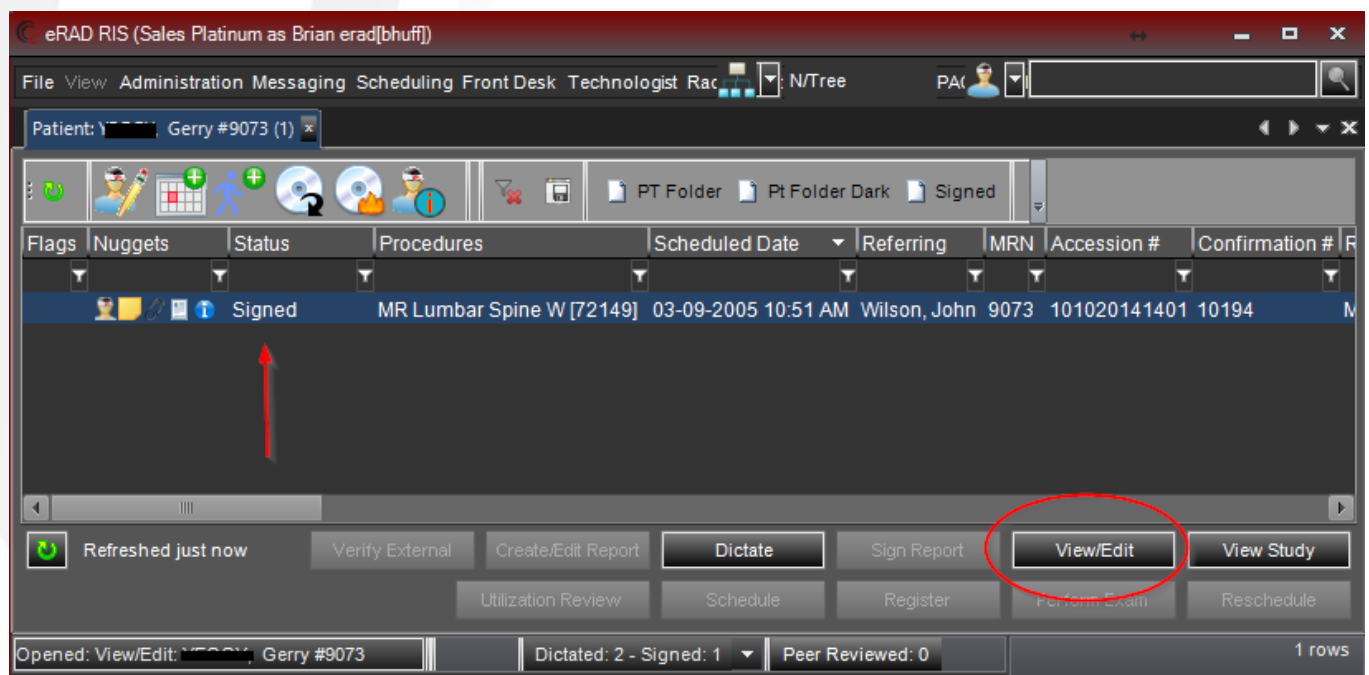 eRAD RIS (Sales Platinum as Brian erad[bhuff])
File View Administration Messaging Scheduling Front Desk Technologist Rac : N/Tree PA(
Patient: Gerry #9073 (1)
PT Folder Pt Folder Dark Signed
Flags Nuggets Status Procedures Scheduled Date Referring MRN Accession # Confirmation # R
Signed MR Lumbar Spine W [72149] 03-09-2005 10:51 AM Wilson, John 9073 101020141401 10194 M
Refreshed just now Verify External Create/Edit Report Dictate Sign Report View/Edit View Study
Utilization Review Schedule Register Perform Exam Reschedule
Opened: View/Edit: , Gerry #9073 Dictated: 2 - Signed: 1 Peer Reviewed: 0 1 rows